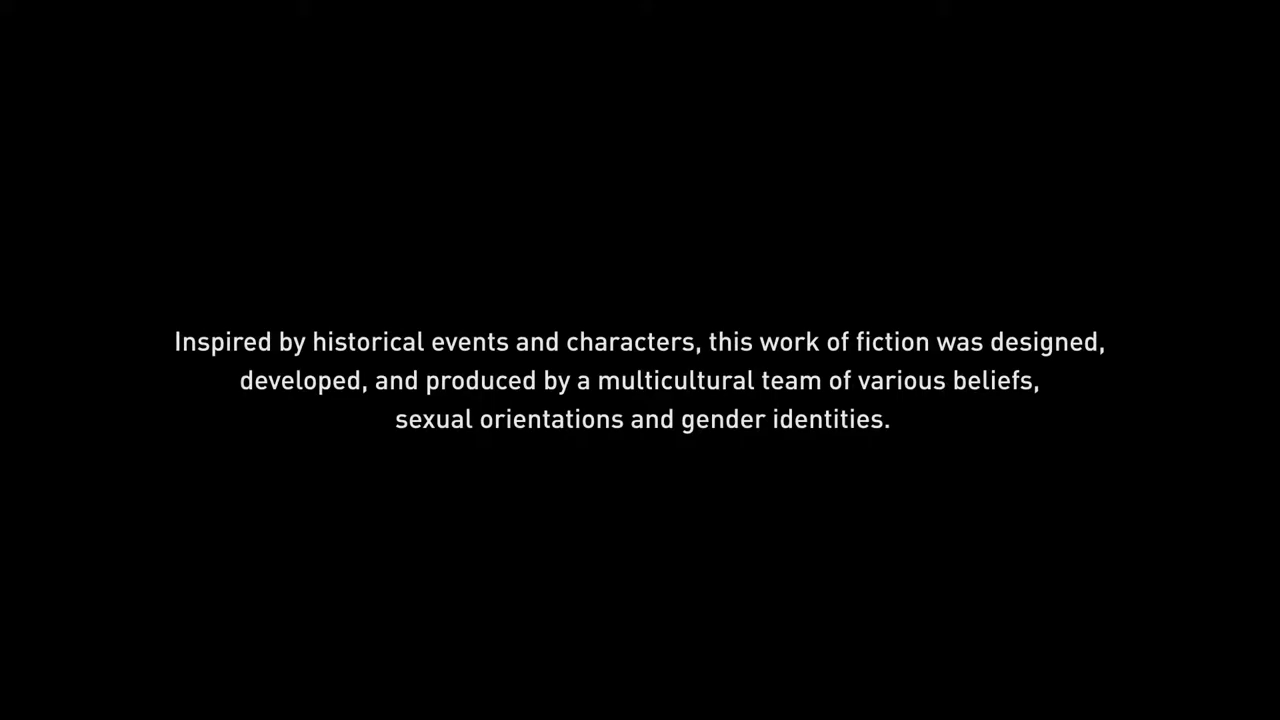 Inspired by historical events and characters, this work of fiction was designed,
developed, and produced by a multicultural team of various beliefs,
sexual orientations and gender identities.